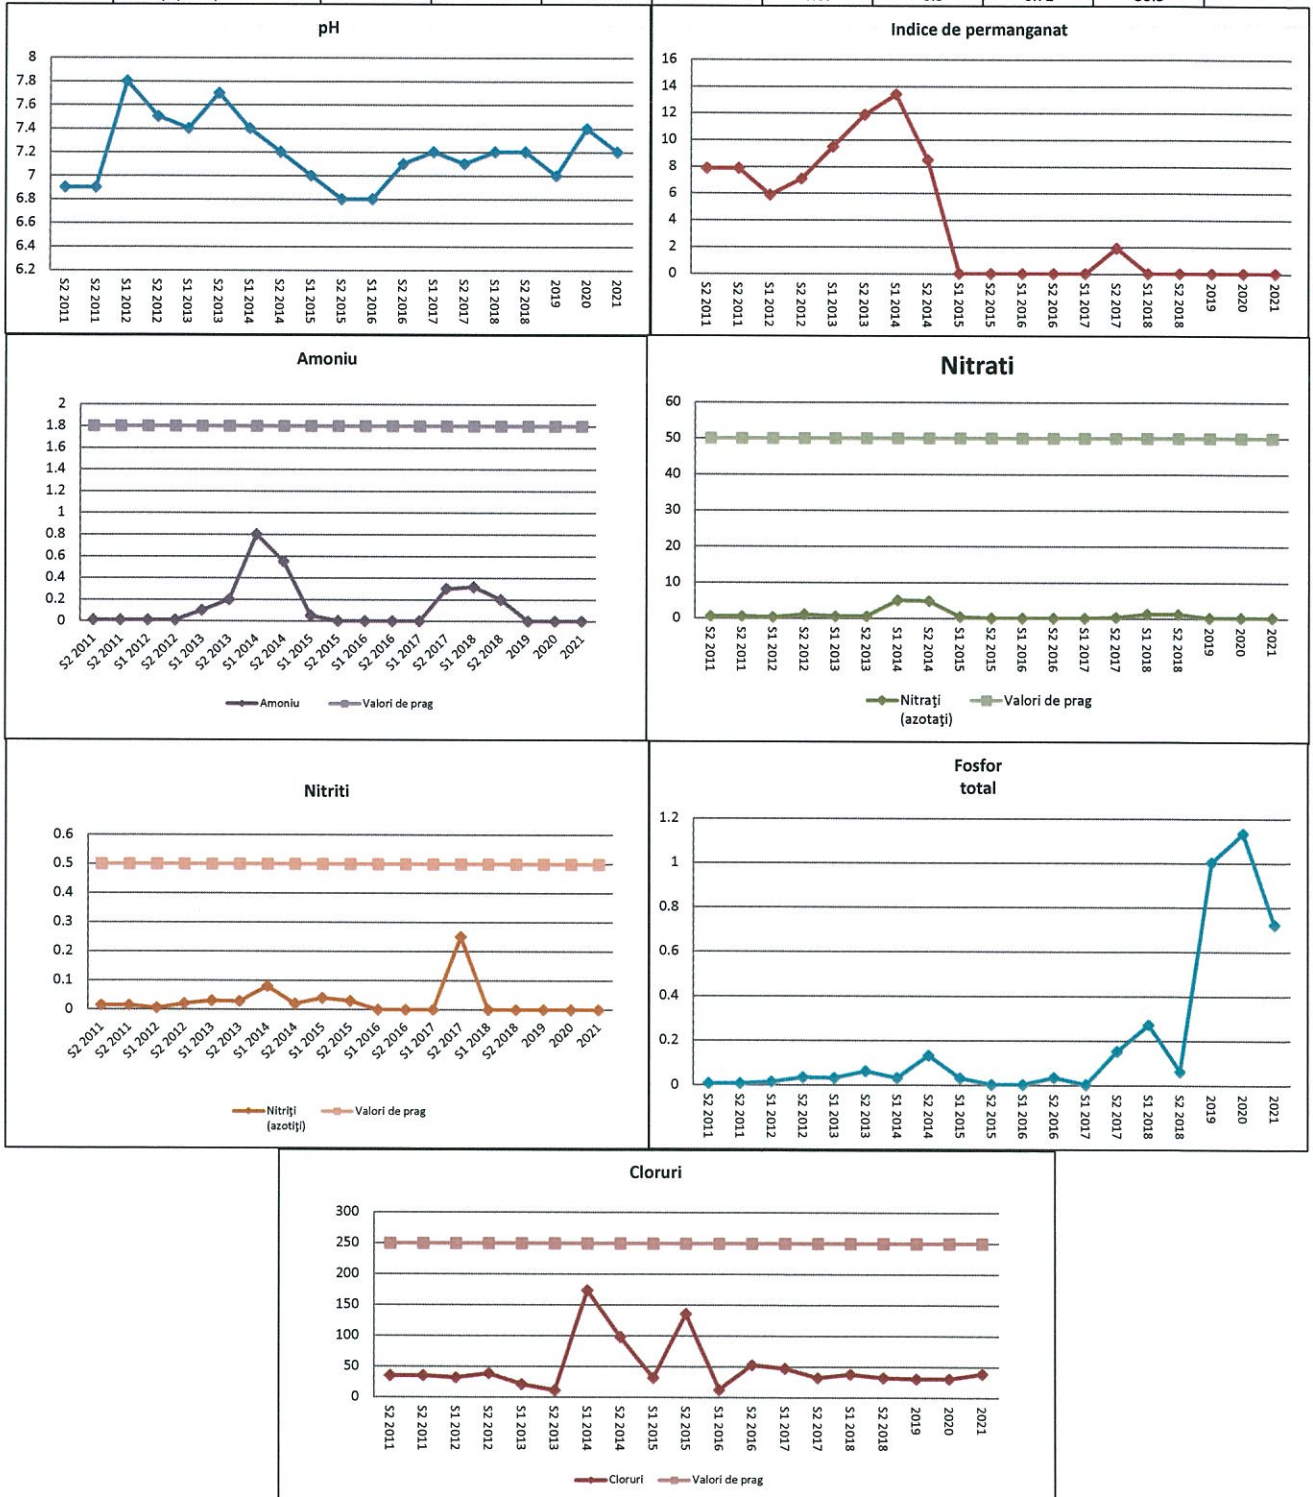 pH
8
7.8
7.6
7.4
7.2
7
6.8
6.6
6.4
6.2
S2 2011
S2 2011
S1 2012
S2 2012
S1 2013
S2 2013
S1 2014
S2 2014
S1 2015
S2 2015
S1 2016
S2 2016
S1 2017
S2 2017
S1 2018
S2 2018
2019
2020
2021
Indice de permanganat
16
14
12
10
8
6
4
2
0
S2 2011
S2 2011
S1 2012
S2 2012
S1 2013
S2 2013
S1 2014
S2 2014
S1 2015
S2 2015
S1 2016
S2 2016
S1 2017
S2 2017
S1 2018
S2 2018
2019
2020
2021
Amoniu
2
1.8
1.6
1.4
1.2
1
0.8
0.6
0.4
0.2
0
S2 2011
S2 2011
S1 2012
S2 2012
S1 2013
S2 2013
S1 2014
S2 2014
S1 2015
S2 2015
S1 2016
S2 2016
S1 2017
S2 2017
S1 2018
S2 2018
2019
2020
2021
Amoniu Valori de prag
Nitrati
60
50
40
30
20
10
0
S2 2011
S2 2011
S1 2012
S2 2012
S1 2013
S2 2013
S1 2014
S2 2014
S1 2015
S2 2015
S1 2016
S2 2016
S1 2017
S2 2017
S1 2018
S2 2018
2019
2020
2021
Nitrați Valori de prag
(azotați)
Nitriti
0.6
0.5
0.4
0.3
0.2
0.1
0
S2 2011
S2 2011
S1 2012
S2 2012
S1 2013
S2 2013
S1 2014
S2 2014
S1 2015
S2 2015
S1 2016
S2 2016
S1 2017
S2 2017
S1 2018
S2 2018
2019
2020
2021
Nitriți Valori de prag
(azotiți)
Fosfor
total
1.2
1
0.8
0.6
0.4
0.2
0
S2 2011
S2 2011
S1 2012
S2 2012
S1 2013
S2 2013
S1 2014
S2 2014
S1 2015
S2 2015
S1 2016
S2 2016
S1 2017
S2 2017
S1 2018
S2 2018
2019
2020
2021
Cloruri
300
250
200
150
100
50
0
S2 2011
S2 2011
S1 2012
S2 2012
S1 2013
S2 2013
S1 2014
S2 2014
S1 2015
S2 2015
S1 2016
S2 2016
S1 2017
S2 2017
S1 2018
S2 2018
2019
2020
2021
Cloruri Valori de prag